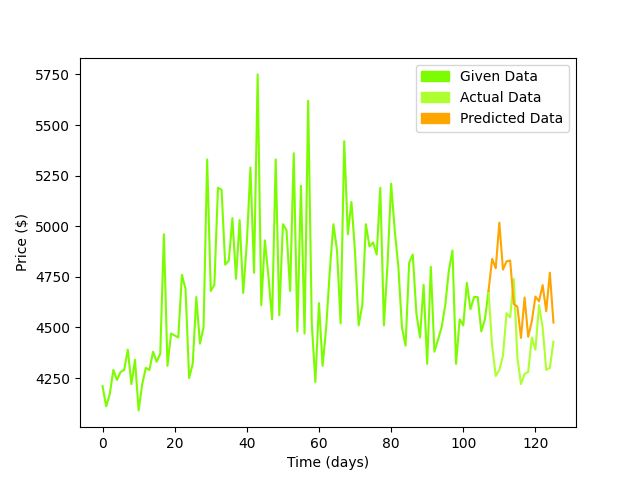 Given Data
Actual Data
Predicted Data
5750
5500
5250
5000
4750
4500
4250
Price ($)
0 20 40 60 80 100 120
Time (days)